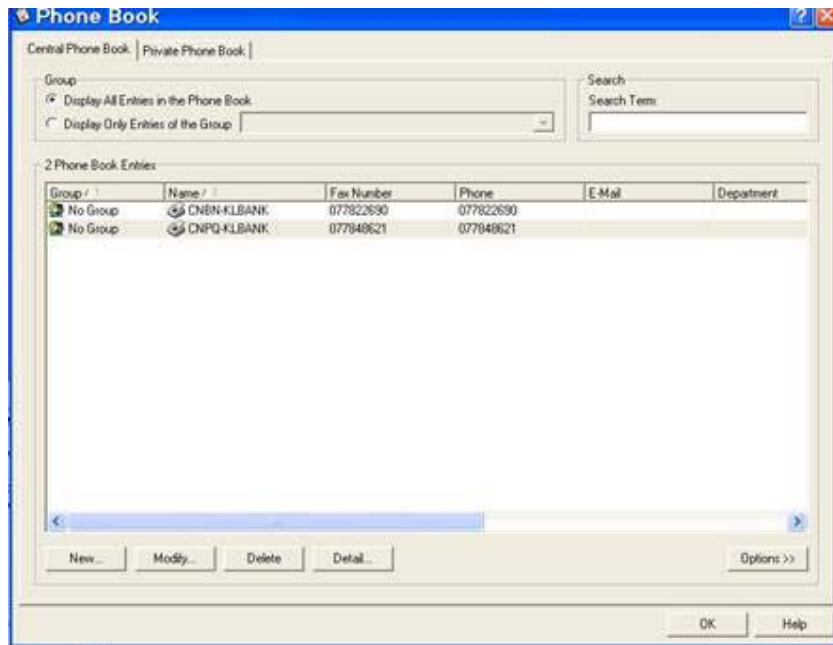 Phone Book
Central Phone Book Private Phone Book
Group Search
Display All Entries in the Phone Book Search Term:
Display Only Entries of the Group
2 Phone Book Entries
Group / 1 Name / 2 Fax Number Phone E-Mail Department
No Group CNBN-KLBANK 077822690 077822690
No Group CNPQ-KLBANK 077848621 077848621
New... Modify... Delete Detail... Options >>
OK Help